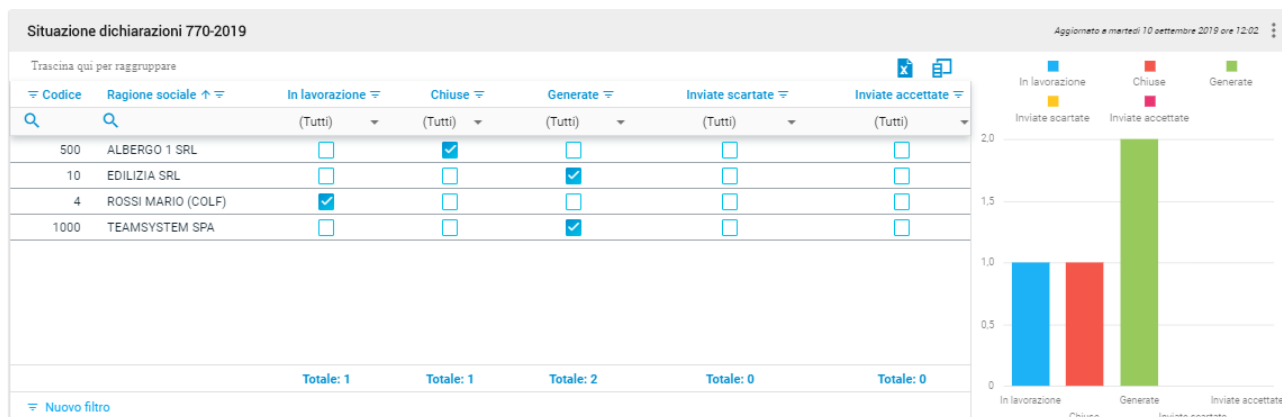 Situazione dichiarazioni 770-2019
Aggiornato a martedì 10 settembre 2019 ore 12:02
Trascina qui per raggruppare
Codice Ragione sociale In lavorazione Chiuse Generate Inviate scartate Inviate accettate
(Tutti) (Tutti) (Tutti) (Tutti) (Tutti)
500 ALBERGO 1 SRL
10 EDILIZIA SRL
4 ROSSI MARIO (COLF)
1000 TEAMSYSTEM SPA
Totale: 1 Totale: 1 Totale: 2 Totale: 0 Totale: 0
Nuovo filtro
In lavorazione Chiuse Generate
Inviate scartate Inviate accettate
2,0
1,5
1,0
0,5
0
In lavorazione Generate Inviate accettate
Chiuse Inviate scartate